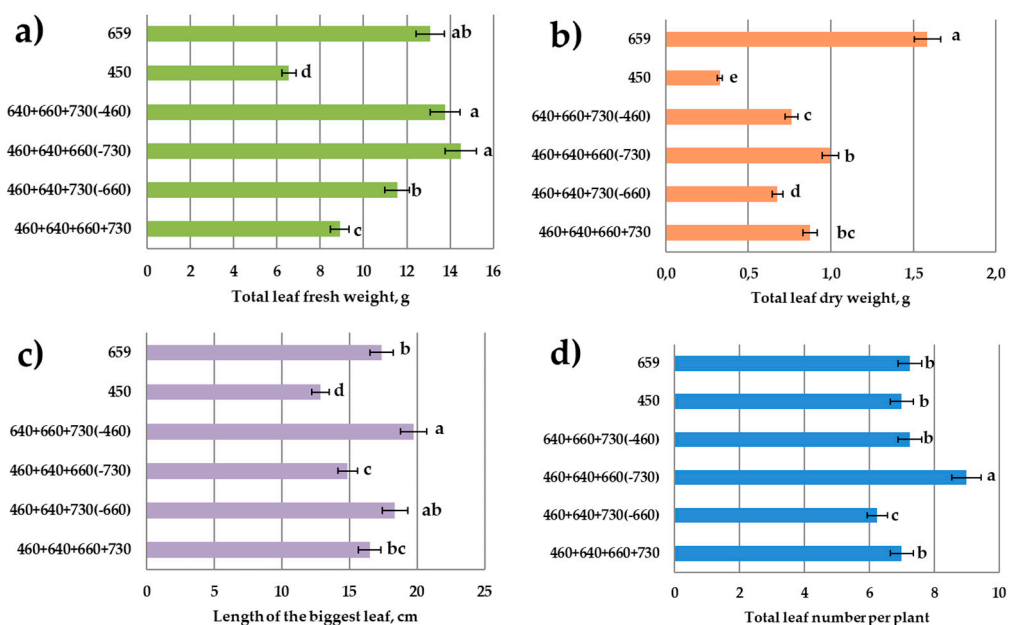 a)
659
ab
450
d
640+660+730(-460)
a
460+640+660(-730)
a
460+640+730(-660)
b
460+640+660+730
c
0 2 4 6 8 10 12 14 16
Total leaf fresh weight, g
b)
659
a
450
e
640+660+730(-460)
c
460+640+660(-730)
b
460+640+730(-660)
d
460+640+660+730
bc
0,0 0,5 1,0 1,5 2,0
Total leaf dry weight, g
c)
659
b
450
d
640+660+730(-460)
a
460+640+660(-730)
c
460+640+730(-660)
ab
460+640+660+730
bc
0 5 10 15 20 25
Length of the biggest leaf, cm
d)
659
b
450
b
640+660+730(-460)
b
460+640+660(-730)
a
460+640+730(-660)
c
460+640+660+730
b
0 2 4 6 8 10
Total leaf number per plant